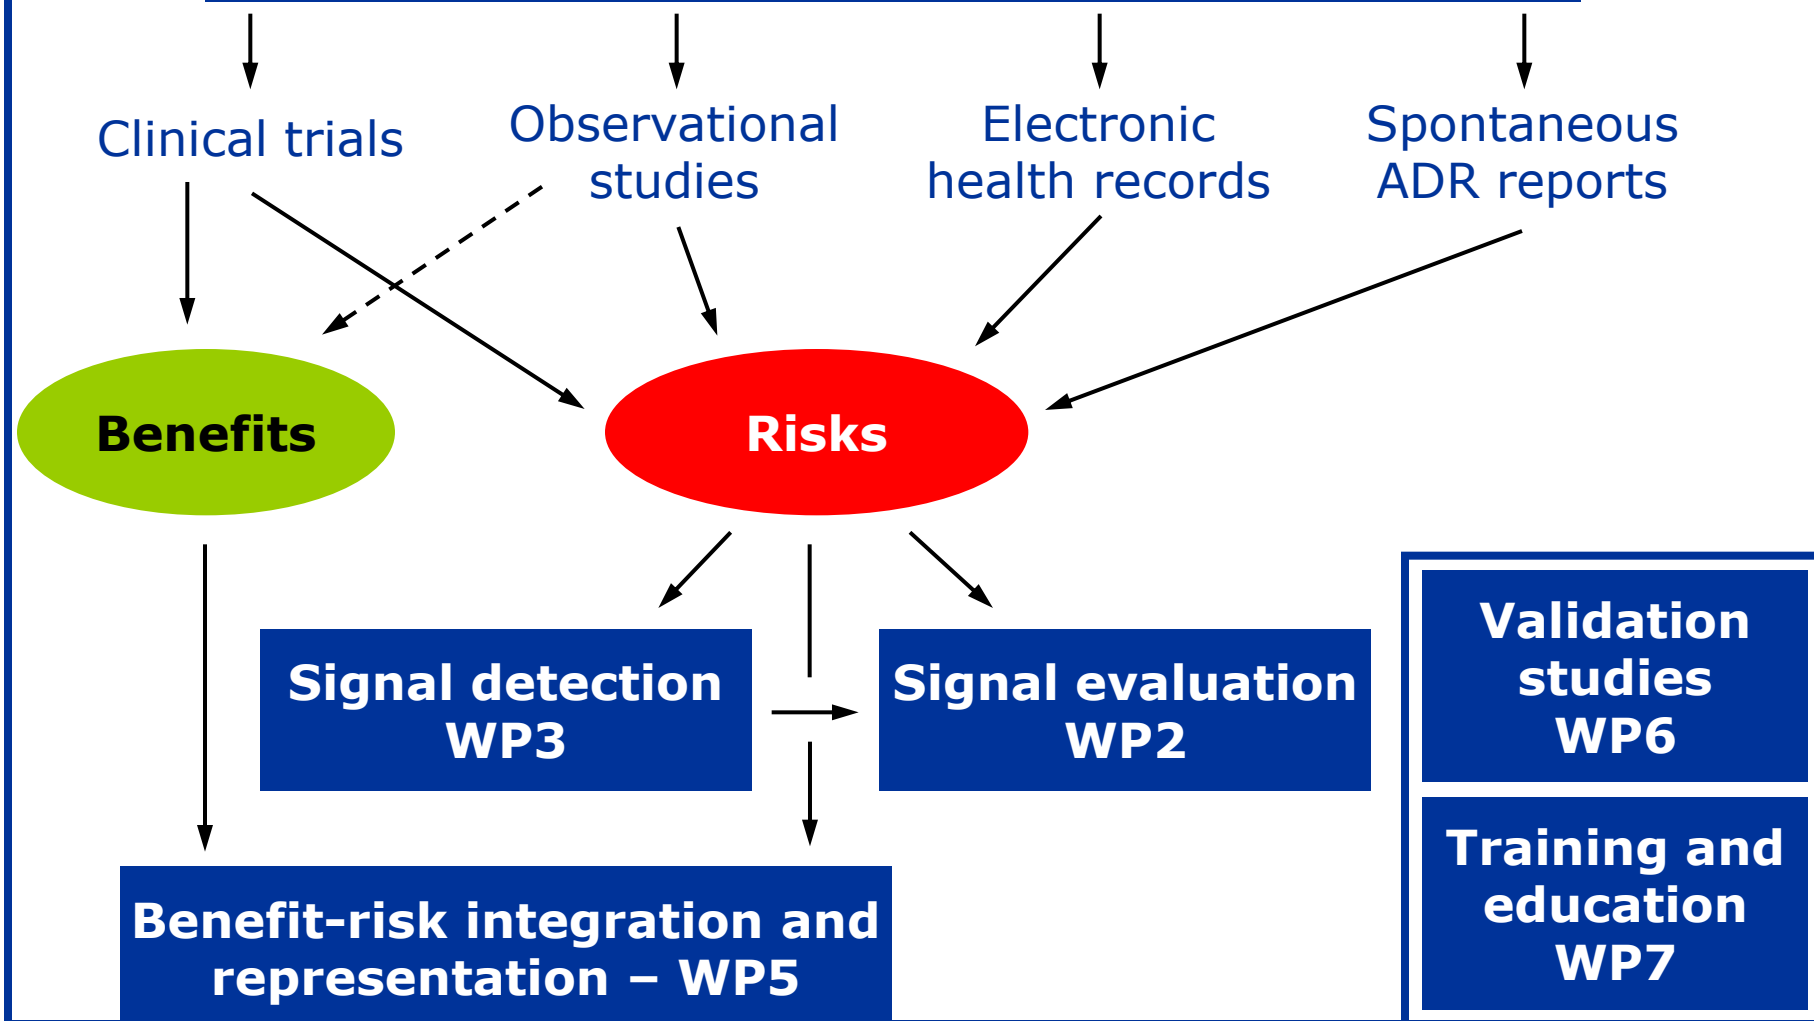 Clinical trials
Observational
studies
Electronic
health records
Spontaneous
ADR reports
Benefits
Risks
Signal detection
WP3
Signal evaluation
WP2
Validation
studies
WP6
Training and
education
WP7
Benefit–risk integration and
representation – WP5